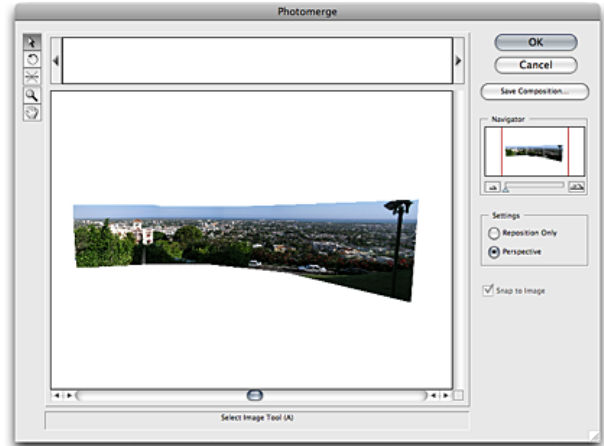 Photomerge
OK
Cancel
Save Composition...
Navigator
Settings
Reposition Only
Perspective
Snap to Image
Select Image Tool (A)